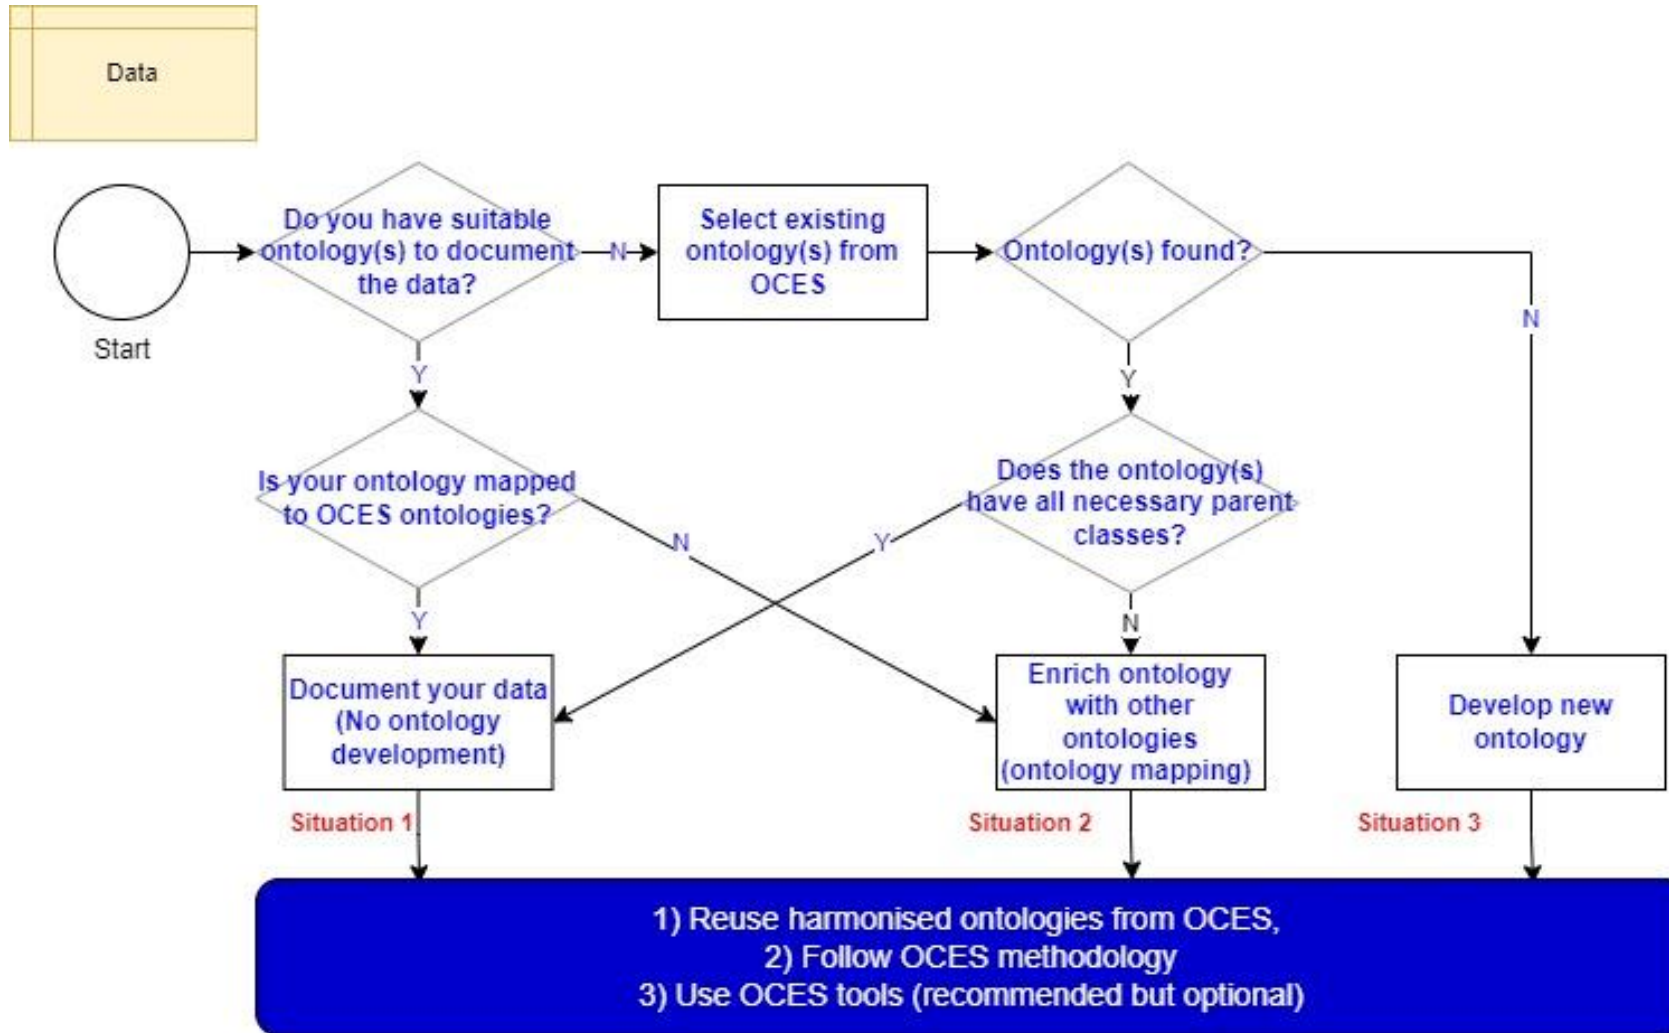 Data
Start
Do you have suitable
ontology(s) to document
the data?
N
Select existing
ontology(s) from
OCES
Ontology(s) found?
N
Y
Y
Is your ontology mapped
to OCES ontologies?
Does the ontology(s)
have all necessary parent
classes?
N
Y
Y
N
Document your data
(No ontology
development)
Enrich ontology
with other
ontologies
(ontology mapping)
Develop new
ontology
Situation 1
Situation 2
Situation 3
1) Reuse harmonised ontologies from OCES,
2) Follow OCES methodology
3) Use OCES tools (recommended but optional)